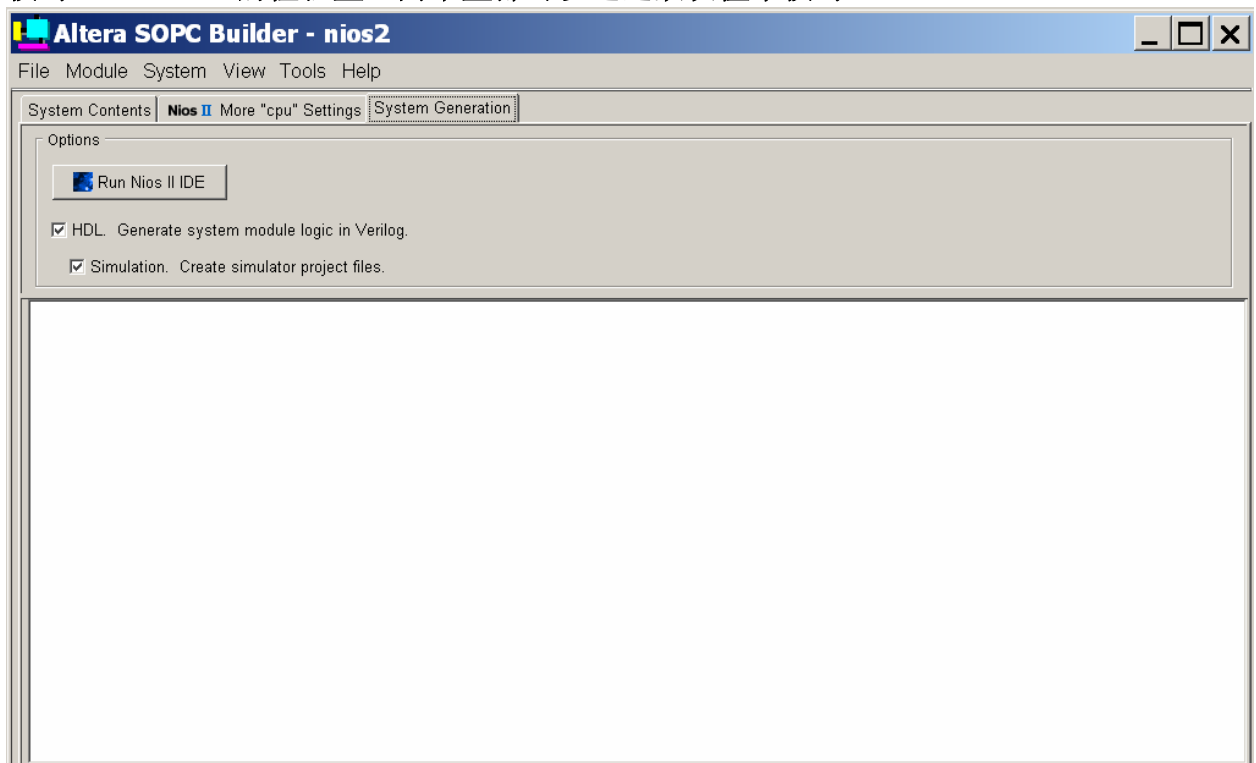 Altera SOPC Builder - nios2
File Module System View Tools Help
System Contents Nios II More "cpu" Settings System Generation
Options
Run Nios II IDE
HDL. Generate system module logic in Verilog.
Simulation. Create simulator project files.